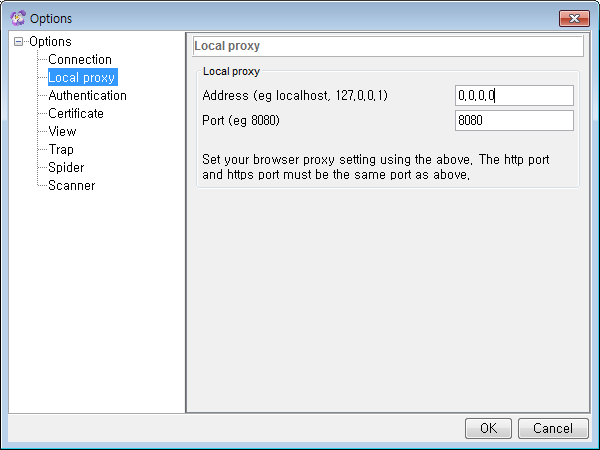 Options
Options
Connection
Local proxy
Authentication
Certificate
View
Trap
Spider
Scanner
Local proxy
Local proxy
Address (eg localhost, 127,0,0,1)
0,0,0,0
Port (eg 8080)
8080
Set your browser proxy setting using the above, The http port
and https port must be the same port as above,
OK
Cancel